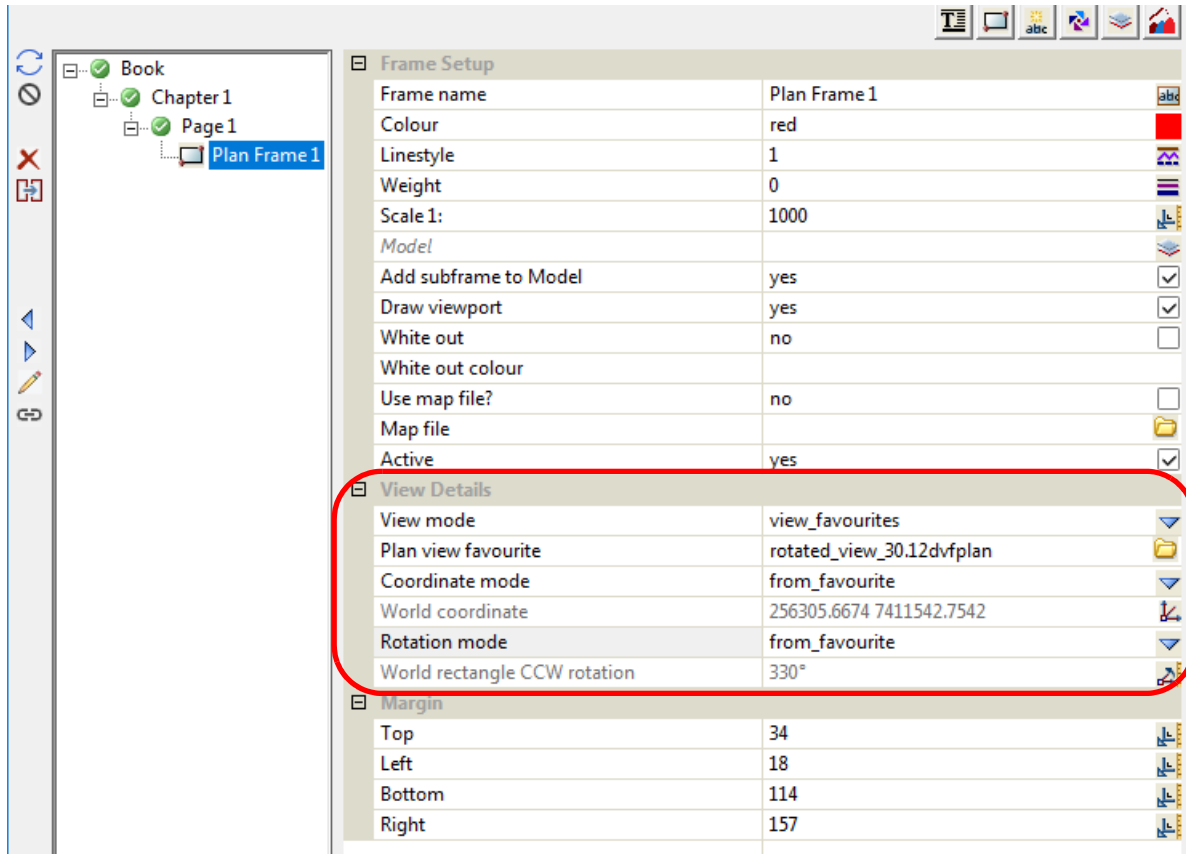 T
abc
Book
Chapter 1
Page 1
Plan Frame 1
Frame Setup
Frame name Plan Frame 1 abc
Colour red
Linestyle 1
Weight 0
Scale 1: 1000
Model
Add subframe to Model yes
Draw viewport yes
White out no
White out colour
Use map file? no
Map file
Active yes
View Details
View mode view_favourites
Plan view favourite rotated_view_30.12dvfplan
Coordinate mode from_favourite
World coordinate 256305.6674 7411542.7542
Rotation mode from_favourite
World rectangle CCW rotation 330°
Margin
Top 34
Left 18
Bottom 114
Right 157